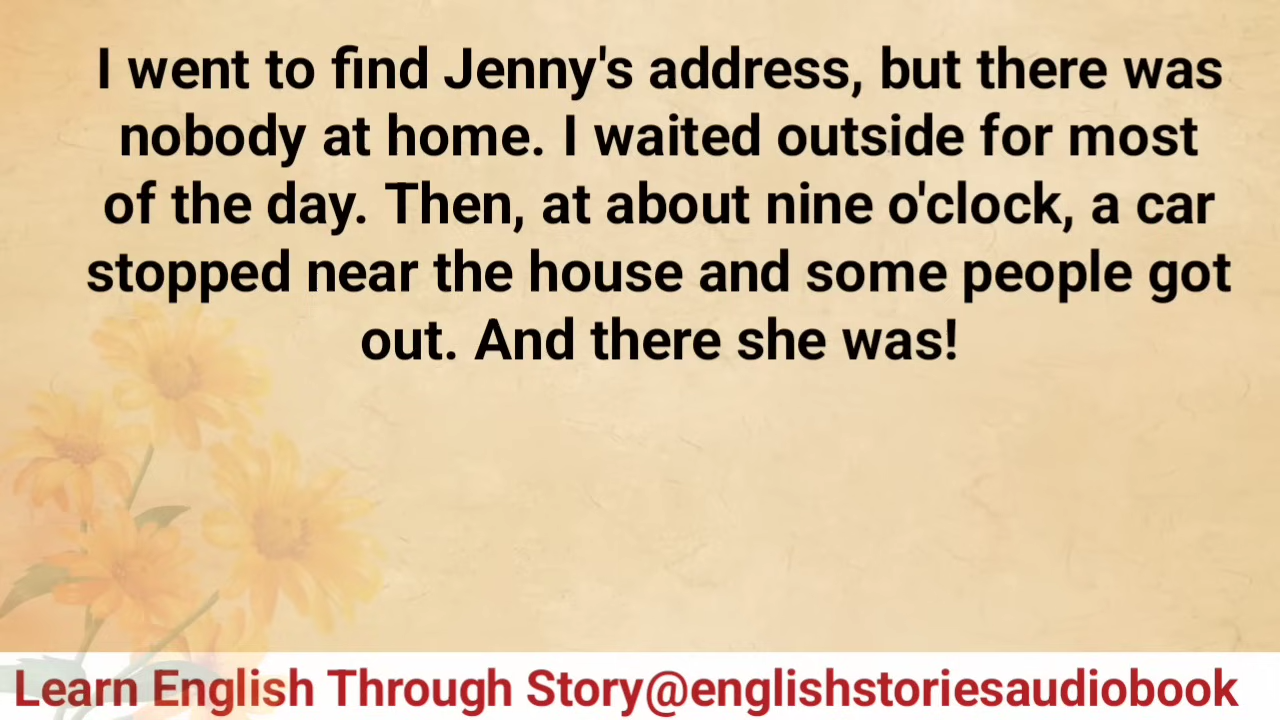 I went to find Jenny's address, but there was
nobody at home. I waited outside for most
of the day. Then, at about nine o'clock, a car
stopped near the house and some people got
out. And there she was!
Learn English Through Story@englishstoriesaudiobook